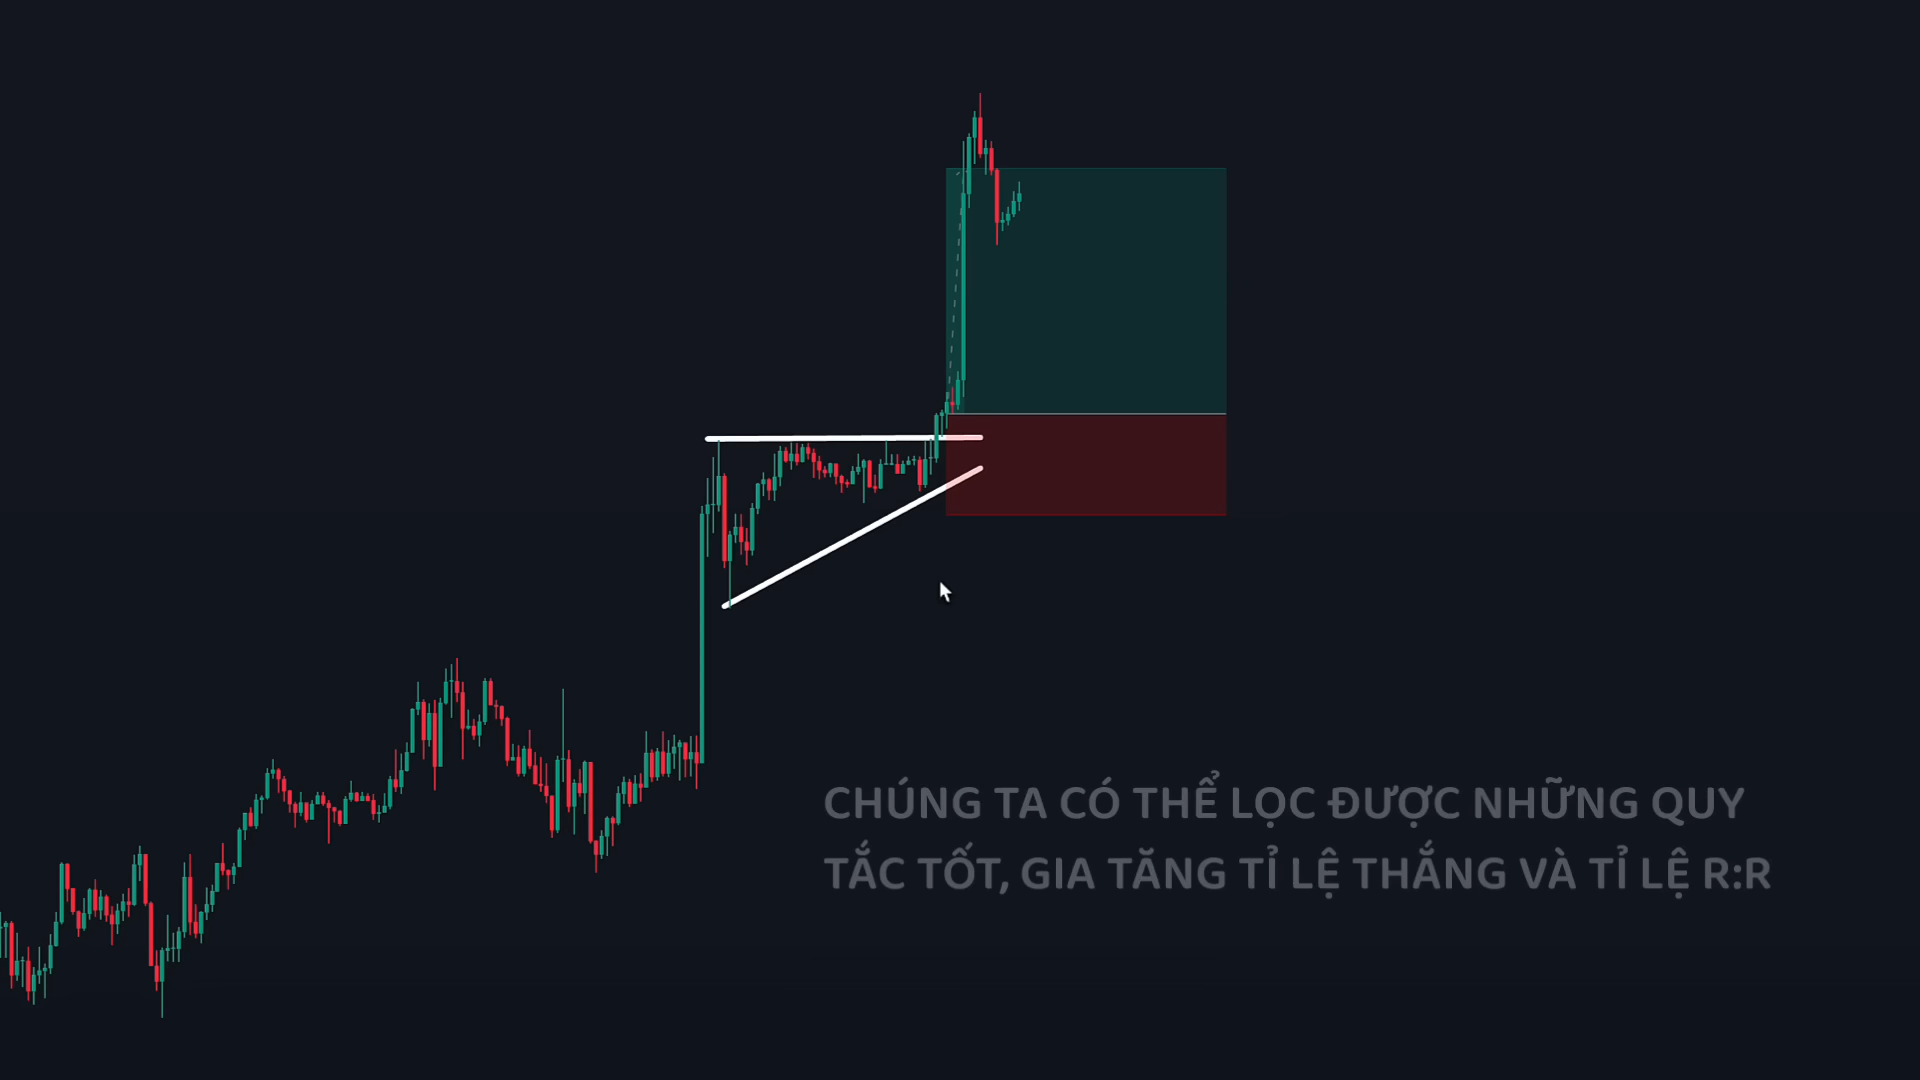 CHÚNG TA CÓ THỂ LỌC ĐƯỢC NHỮNG QUY
TẮC TỐT, GIA TĂNG TỈ LỆ THẮNG VÀ TỈ LỆ R:R